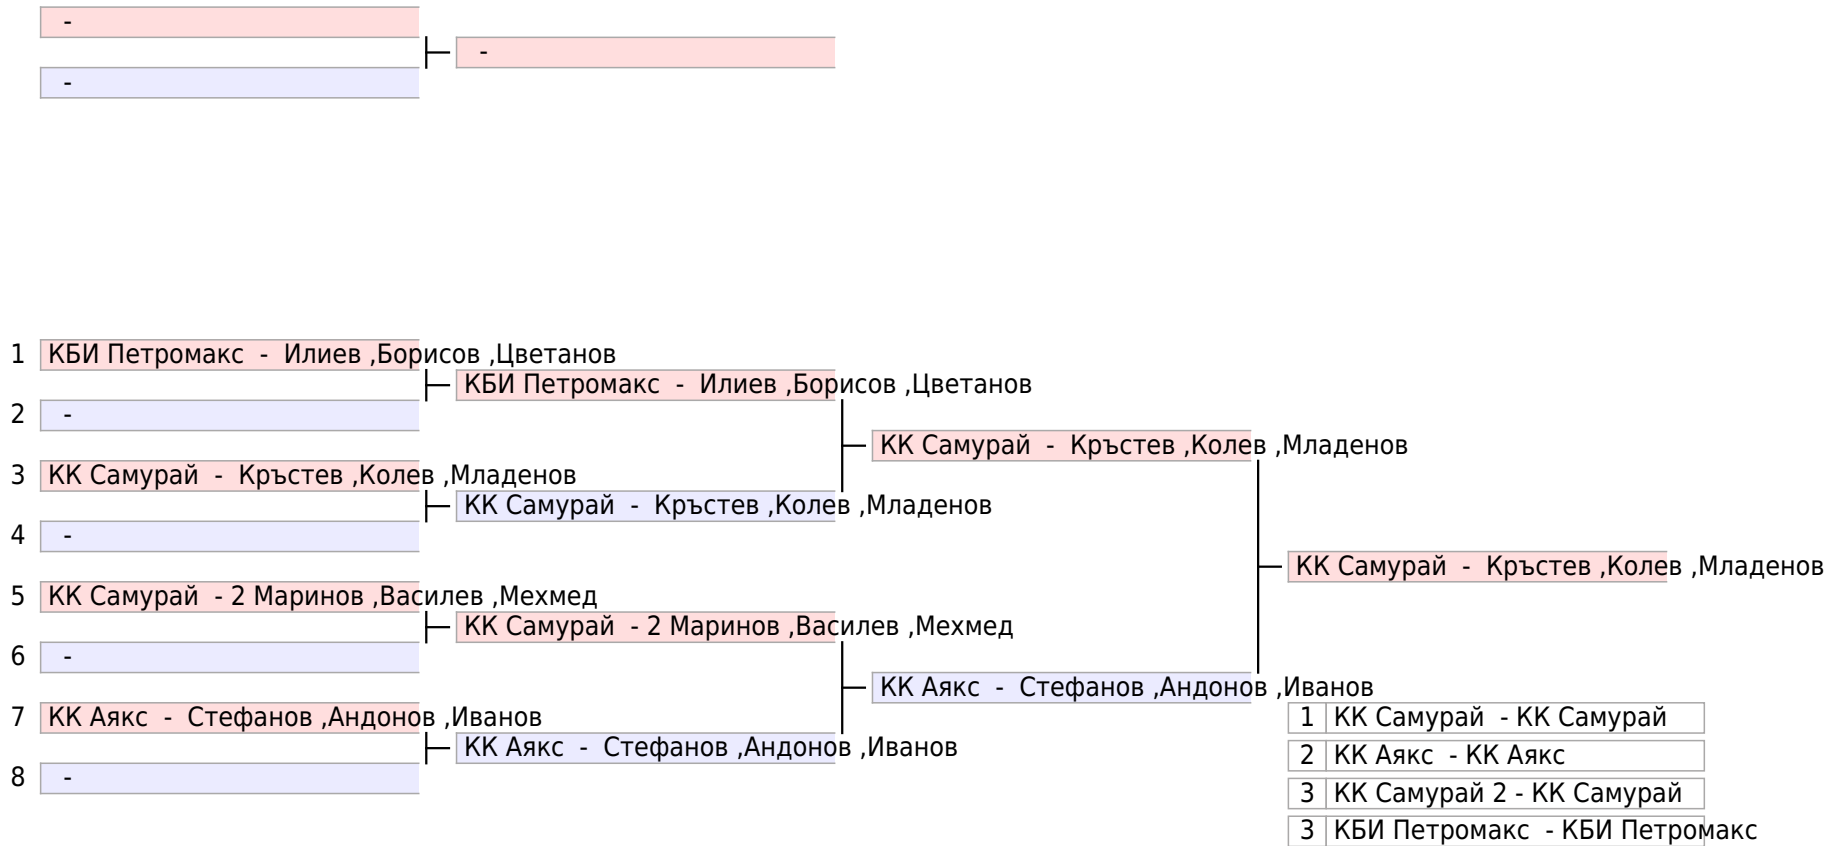 -
-
-
1 КБИ Петромакс - Илиев ,Борисов ,Цветанов
КБИ Петромакс - Илиев ,Борисов ,Цветанов
2 -
КК Самурай - Кръстев ,Колев ,Младенов
3 КК Самурай - Кръстев ,Колев ,Младенов
КК Самурай - Кръстев ,Колев ,Младенов
4 -
КК Самурай - Кръстев ,Колев ,Младенов
5 КК Самурай - 2 Маринов ,Василев ,Мехмед
КК Самурай - 2 Маринов ,Василев ,Мехмед
6 -
КК Аякс - Стефанов ,Андонов ,Иванов
7 КК Аякс - Стефанов ,Андонов ,Иванов
КК Аякс - Стефанов ,Андонов ,Иванов
8 -
1 КК Самурай - КК Самурай
2 КК Аякс - КК Аякс
3 КК Самурай 2 - КК Самурай
3 КБИ Петромакс - КБИ Петромакс